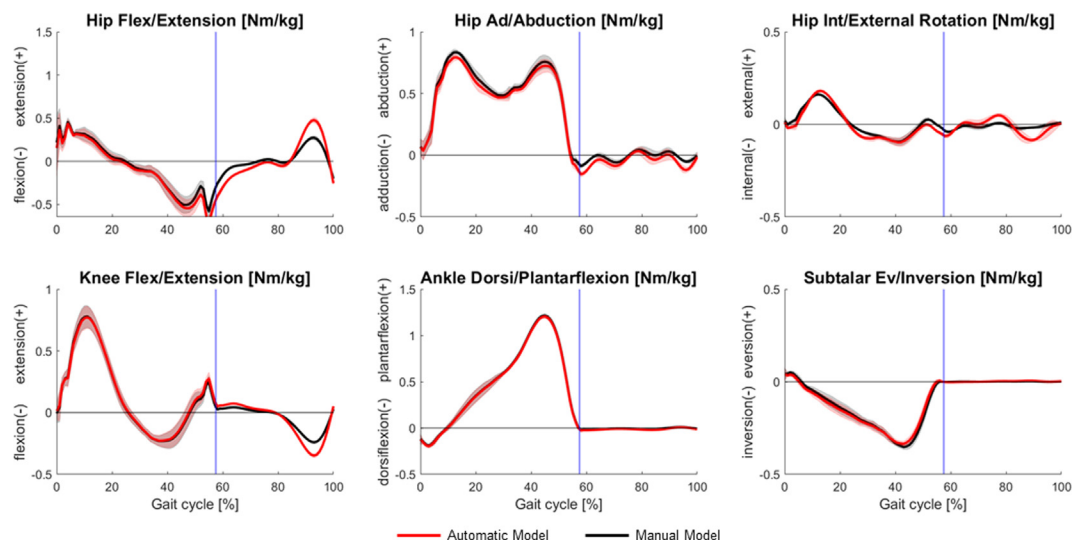 Hip Flex/Extension [Nm/kg]
Hip Ad/Abduction [Nm/kg]
Hip Int/External Rotation [Nm/kg]
flexion(-) extension(+)
1.5
1
0.5
0
-0.5
0 20 40 60 80 100
adduction(-) abduction(+)
1
0.5
0
-0.5
0 20 40 60 80 100
internal(-) external(+)
0.5
0
-0.5
0 20 40 60 80 100
Knee Flex/Extension [Nm/kg]
Ankle Dorsi/Plantarflexion [Nm/kg]
Subtalar Ev/Inversion [Nm/kg]
flexion(-) extension(+)
1
0.5
0
-0.5
0 20 40 60 80 100
Gait cycle [%]
dorsiflexion(-) plantarflexion(+)
1.5
1
0.5
0
-0.5
0 20 40 60 80 100
Gait cycle [%]
inversion(-) eversion(+)
0.5
0
-0.5
0 20 40 60 80 100
Gait cycle [%]
Automatic Model Manual Model